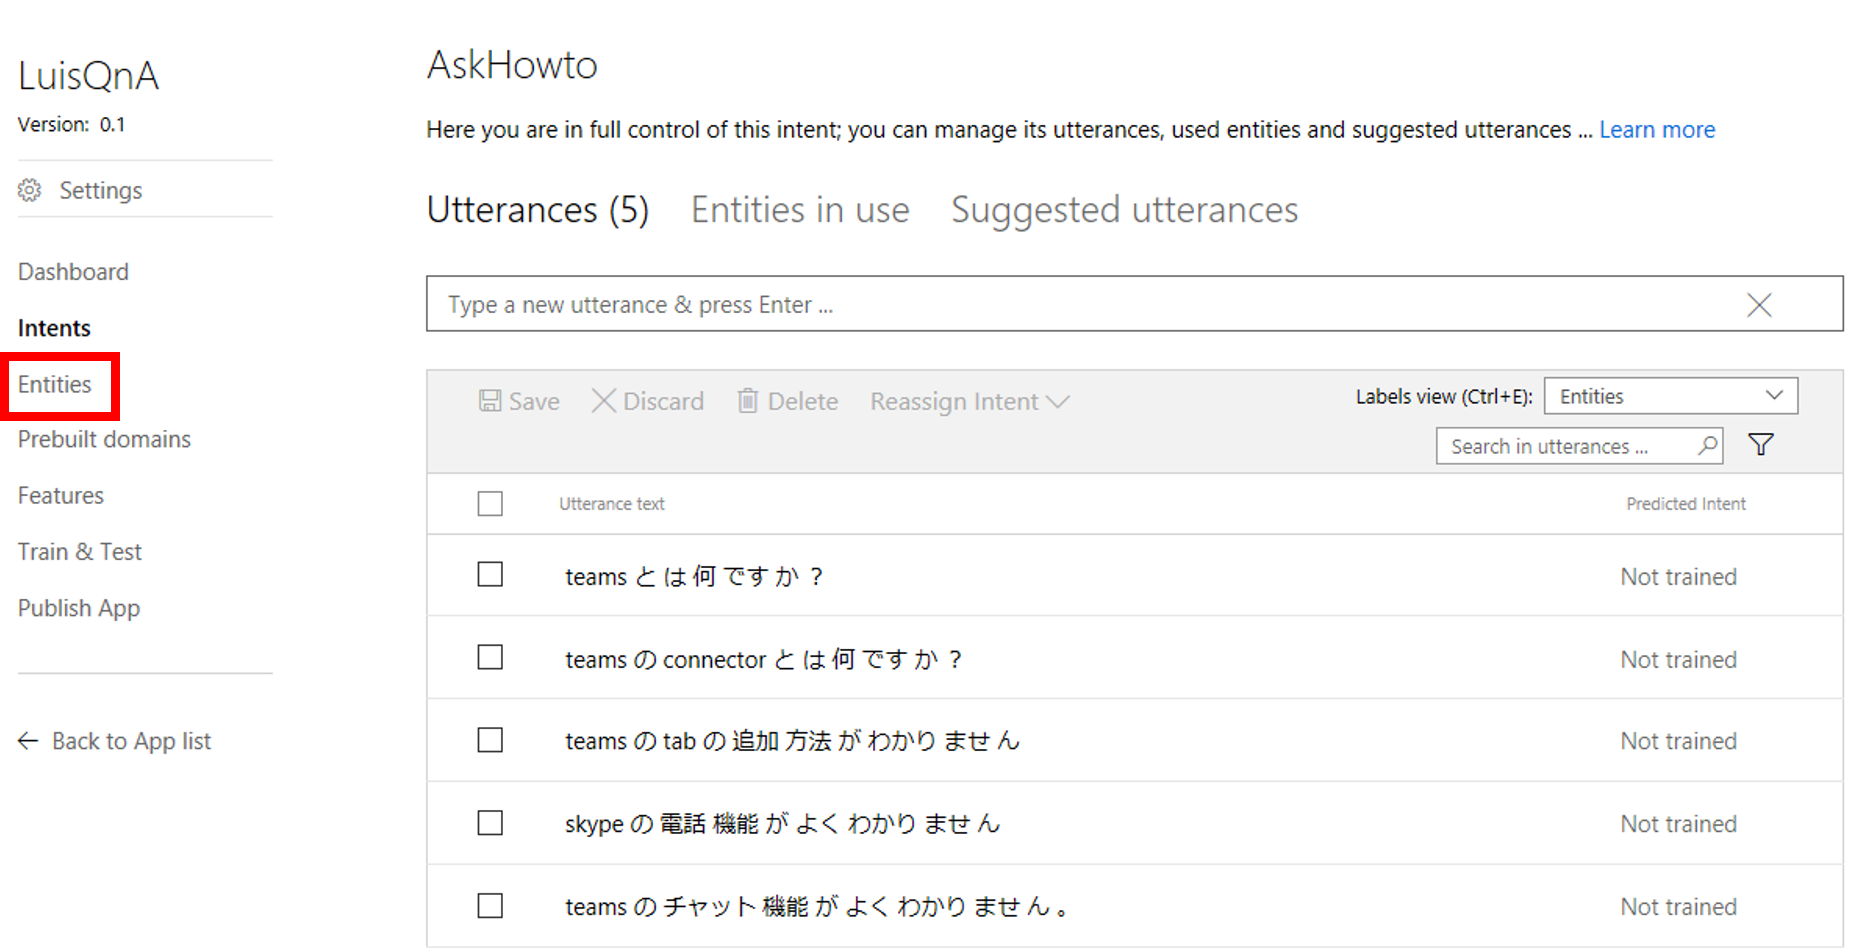 LuisQnA
Version: 0.1
Settings
Dashboard
Intents
Entities
Prebuilt domains
Features
Train & Test
Publish App
Back to App list
AskHowto
Here you are in full control of this intent; you can manage its utterances, used entities and suggested utterances ... Learn more
Utterances (5) Entities in use Suggested utterances
Type a new utterance & press Enter ...
Save Discard Delete Reassign Intent Labels view (Ctrl+E): Entities
Search in utterances ...
Utterance text Predicted Intent
teams と は 何 です か ? Not trained
teams の connector と は 何 です か ? Not trained
teams の tab の 追加 方法 が わかり ませ ん Not trained
skype の 電話 機能 が よく わかり ませ ん Not trained
teams の チャット 機能 が よく わかり ませ ん 。 Not trained